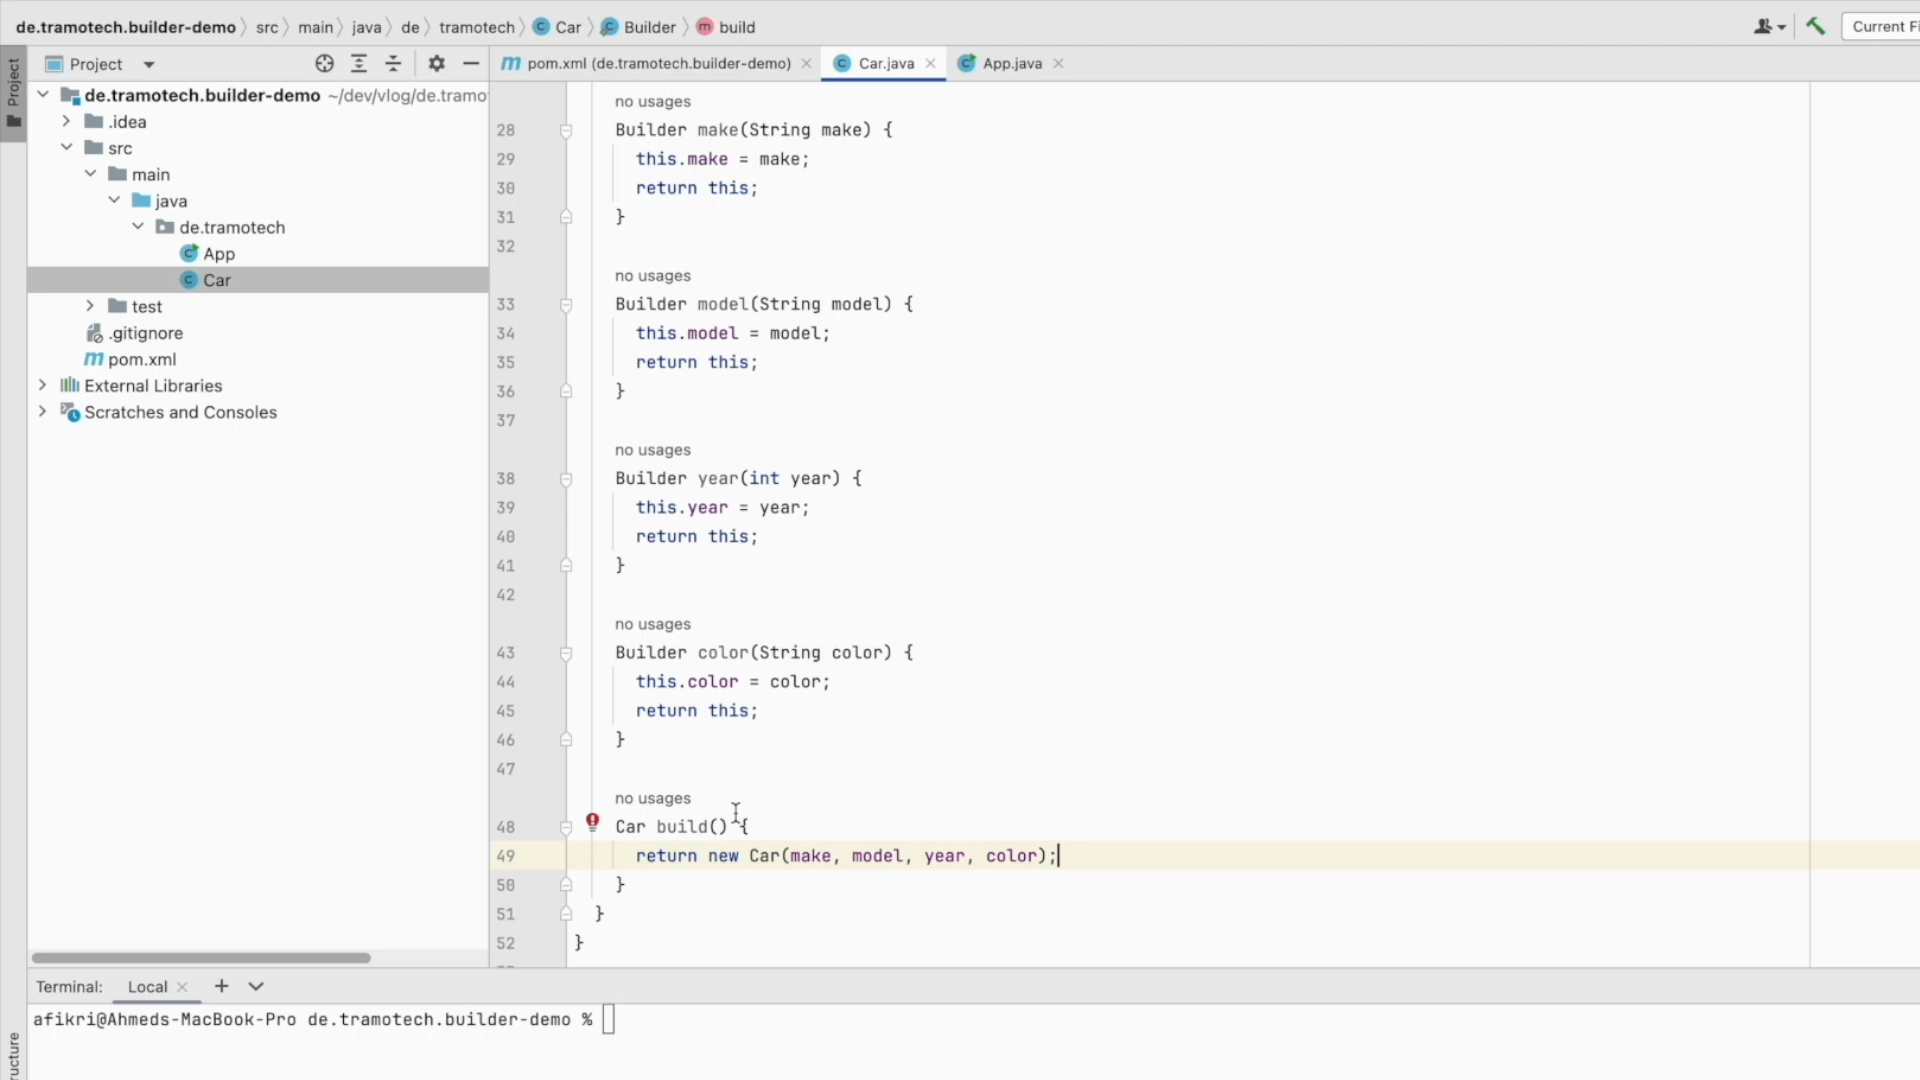 de.tramotech.builder-demo src main java de tramotech Car Builder build
Current Fi
Project
Project
pom.xml (de.tramotech.builder-demo) Car.java App.java
de.tramotech.builder-demo ~/dev/vlog/de.tramo
.idea
src
main
java
de.tramotech
App
Car
test
.gitignore
pom.xml
External Libraries
Scratches and Consoles
no usages
28 Builder make(String make) {
29 this.make = make;
30 return this;
31 }
32
no usages
33 Builder model(String model) {
34 this.model = model;
35 return this;
36 }
37
no usages
38 Builder year(int year) {
39 this.year = year;
40 return this;
41 }
42
no usages
43 Builder color(String color) {
44 this.color = color;
45 return this;
46 }
47
no usages
48 Car build() {
49 return new Car(make, model, year, color);
50 }
51 }
52 }
Terminal: Local
afikri@Ahmeds-MacBook-Pro de.tramotech.builder-demo %
ructure